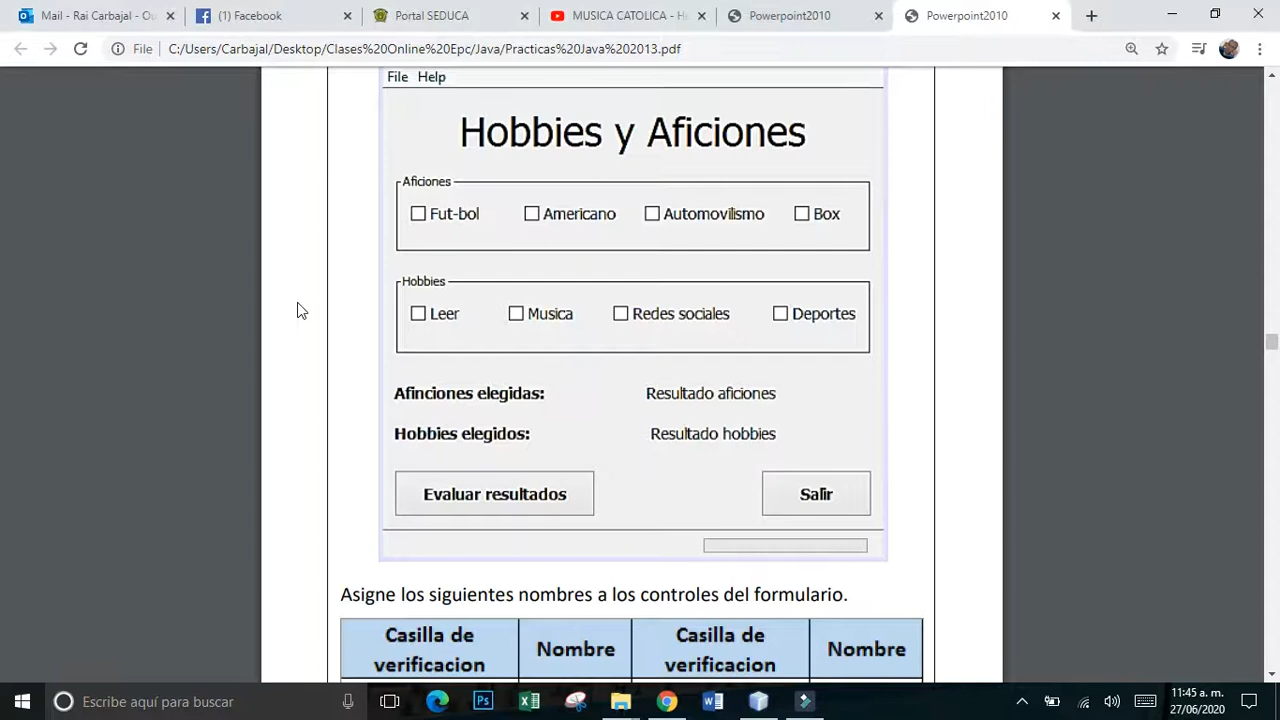 Mail - Rai Carbajal - Ou
(1) Facebook
Portal SEDUCA
MUSICA CATOLICA - H
Powerpoint2010
Powerpoint2010
File
C:/Users/Carbajal/Desktop/Clases%20Online%20Epc/Java/Practicas%20Java%202013.pdf
File Help
Hobbies y Aficiones
Aficiones
Fut-bol Americano Automovilismo Box
Hobbies
Leer Musica Redes sociales Deportes
Afinciones elegidas: Resultado aficiones
Hobbies elegidos: Resultado hobbies
Evaluar resultados Salir
Asigne los siguientes nombres a los controles del formulario.
Casilla de verificacion Nombre Casilla de verificacion Nombre
Escribe aquí para buscar
11:45 a. m.
27/06/2020